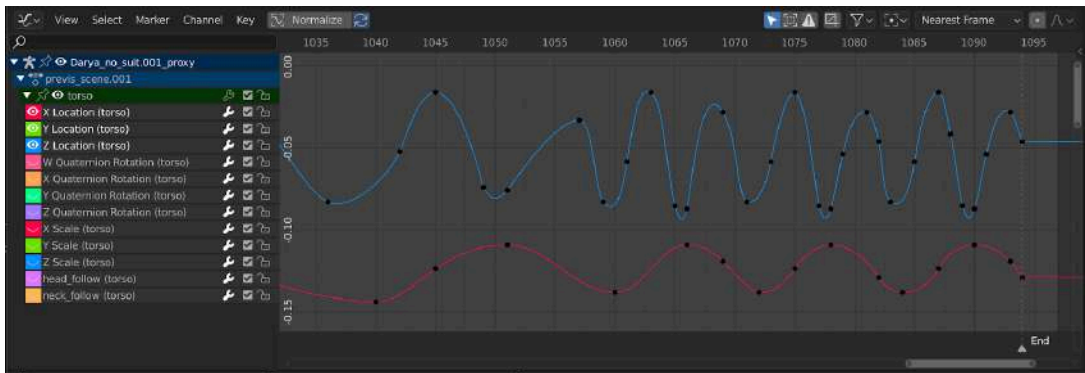 View Select Marker Channel Key Normalize Nearest Frame
1035 1040 1045 1050 1055 1060 1065 1070 1075 1080 1085 1090 1095
Darya_no_suit.001_proxy
previs_scene.001
torso
X Location (torso)
Y Location (torso)
Z Location (torso)
W Quaternion Rotation (torso)
X Quaternion Rotation (torso)
Y Quaternion Rotation (torso)
Z Quaternion Rotation (torso)
X Scale (torso)
Y Scale (torso)
Z Scale (torso)
head_follow (torso)
neck_follow (torso)
0.00
-0.05
-0.10
-0.15
End